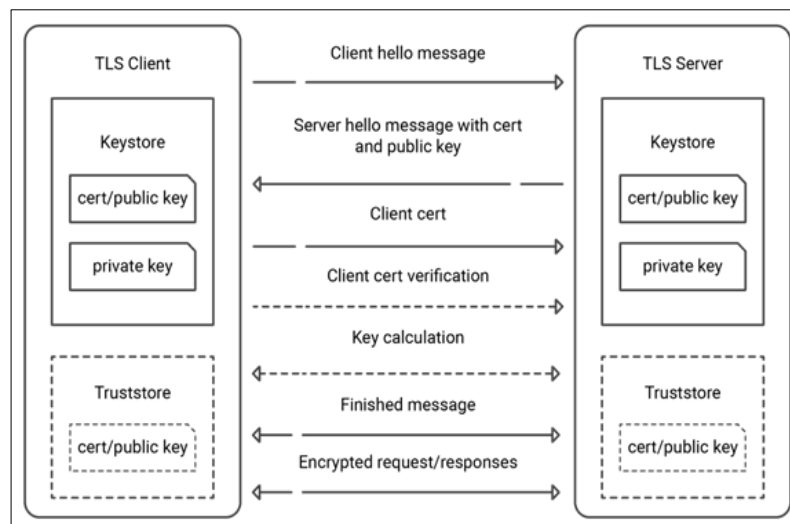 TLS Client
Keystore
cert/public key
private key
Truststore
cert/public key
Client hello message
Server hello message with cert
and public key
Client cert
Client cert verification
Key calculation
Finished message
Encrypted request/responses
TLS Server
Keystore
cert/public key
private key
Truststore
cert/public key